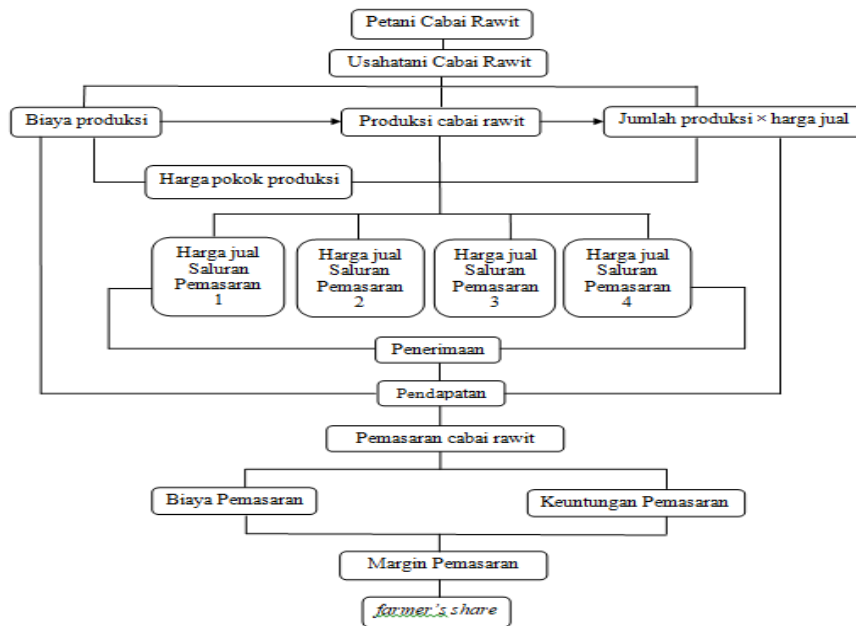 Petani Cabai Rawit
Usahatani Cabai Rawit
Biaya produksi
Produksi cabai rawit
Jumlah produksi × harga jual
Harga pokok produksi
Harga jual
Saluran
Pemasaran
1
Harga jual
Saluran
Pemasaran
2
Harga jual
Saluran
Pemasaran
3
Harga jual
Saluran
Pemasaran
4
Penerimaan
Pendapatan
Pemasaran cabai rawit
Biaya Pemasaran
Keuntungan Pemasaran
Margin Pemasaran
farmer's share